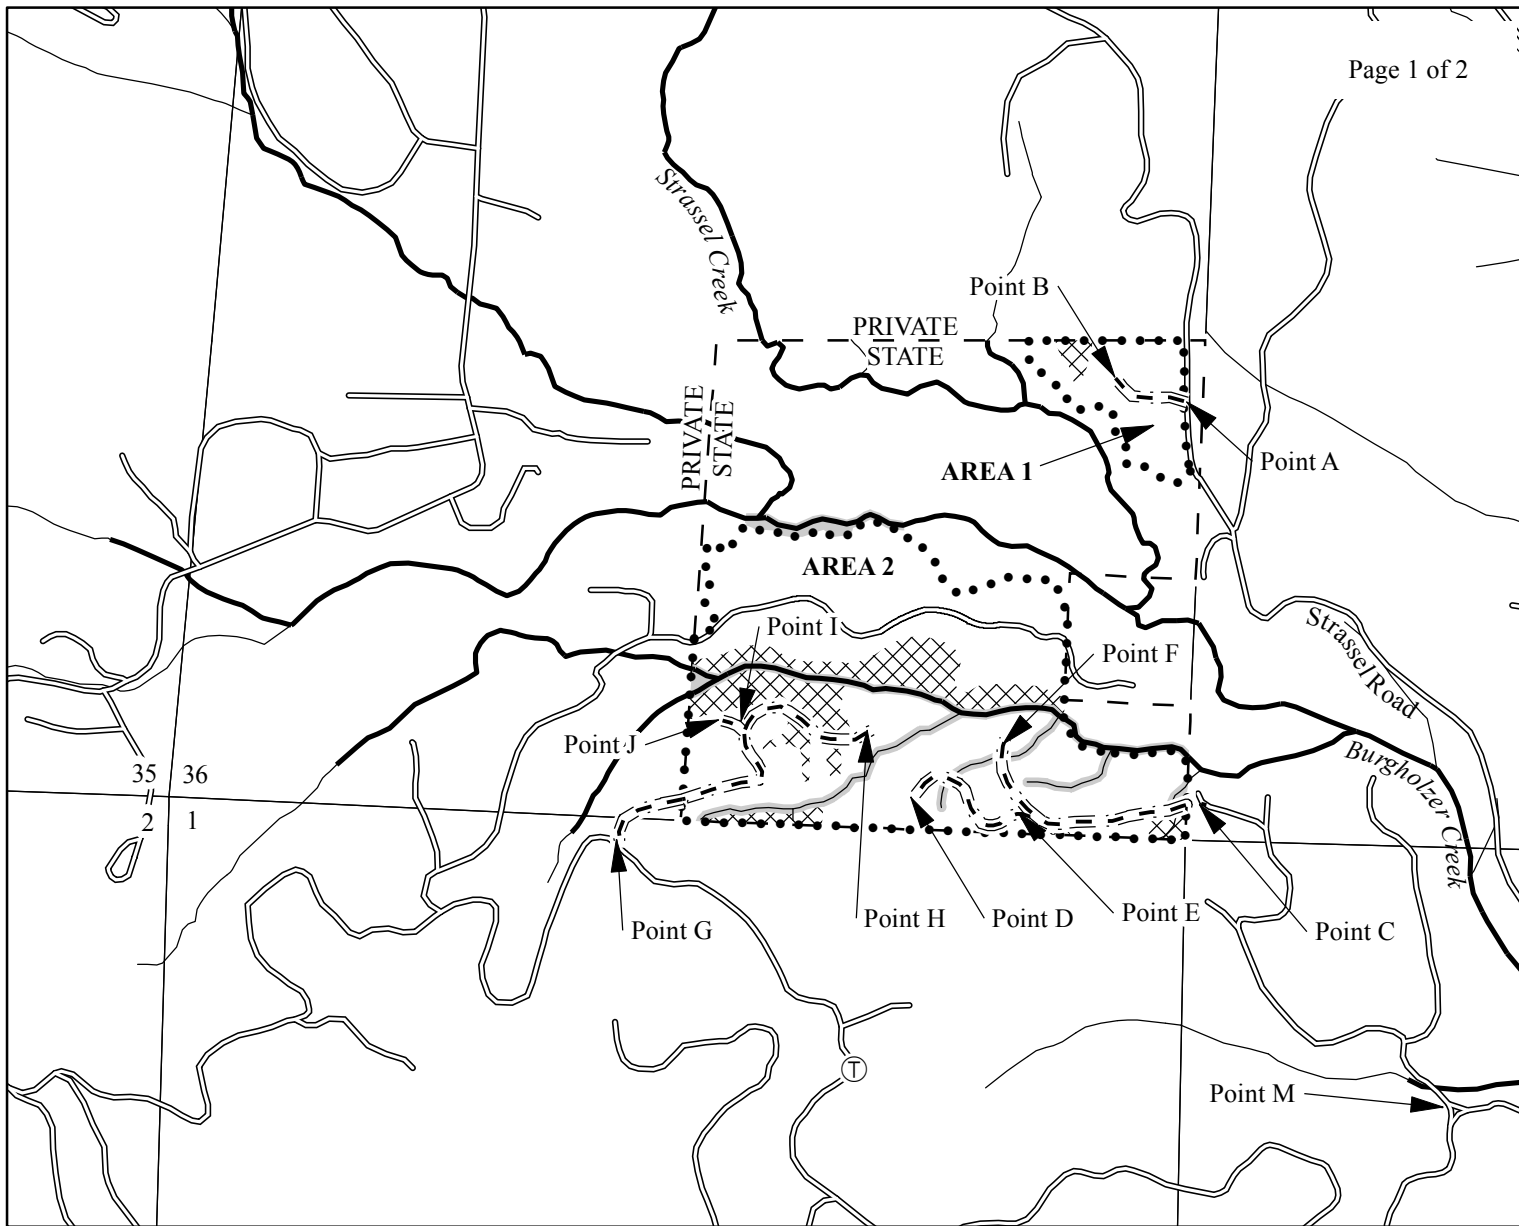 Page 1 of 2
Strassel Creek
Point B
PRIVATE
STATE
PRIVATE
STATE
AREA 1
Point A
AREA 2
Point I
Point F
Strassel Road
Point J
Burgholzer Creek
35 36
2 1
Point G
Point H
Point D
Point E
Point C
T
Point M